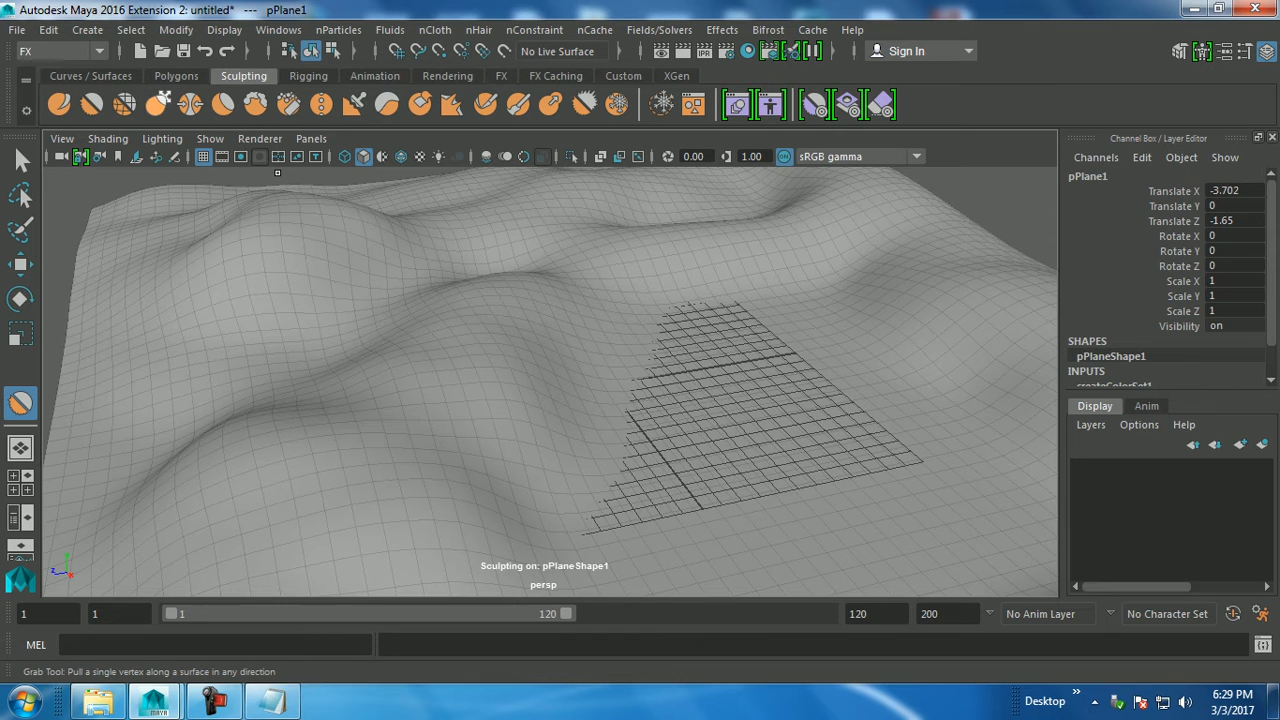 Autodesk Maya 2016 Extension 2: untitled*   ---   pPlane1
File Edit Create Select Modify Display Windows nParticles Fluids nCloth nHair nConstraint nCache Fields/Solvers Effects Bifrost Cache Help
FX No Live Surface Sign In
Curves / Surfaces Polygons Sculpting Rigging Animation Rendering FX FX Caching Custom XGen
View Shading Lighting Show Renderer Panels
0.00 1.00 sRGB gamma
Channel Box / Layer Editor
Channels Edit Object Show
pPlane1
Translate X -3.702
Translate Y 0
Translate Z -1.65
Rotate X 0
Rotate Y 0
Rotate Z 0
Scale X 1
Scale Y 1
Scale Z 1
Visibility on
SHAPES
pPlaneShape1
INPUTS
createColorSet1
Display Anim
Layers Options Help
Sculpting on: pPlaneShape1
persp
1 1 1 120 120 200 No Anim Layer No Character Set
MEL
Grab Tool: Pull a single vertex along a surface in any direction
MAYA
Desktop
6:29 PM
3/3/2017